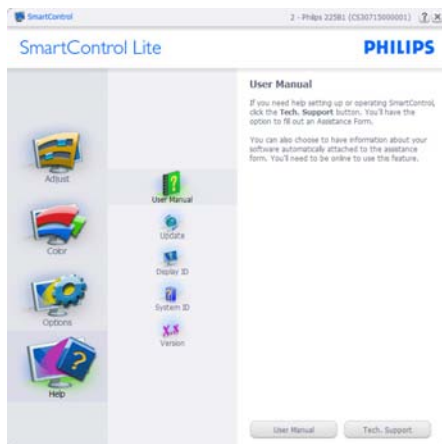 SmartControl
2 - Philips 225B1 (CS30715000001)
? X
SmartControl Lite
PHILIPS
Adjust
Color
Options
Help
User Manual
Update
Display ID
System ID
Version
User Manual
If you need help setting up or operating SmartControl,
click the Tech. Support button. You'll have the
option to fill out an Assistance Form.
You can also choose to have information about your
software automatically attached to the assistance
form. You'll need to be online to use this feature.
User Manual
Tech. Support